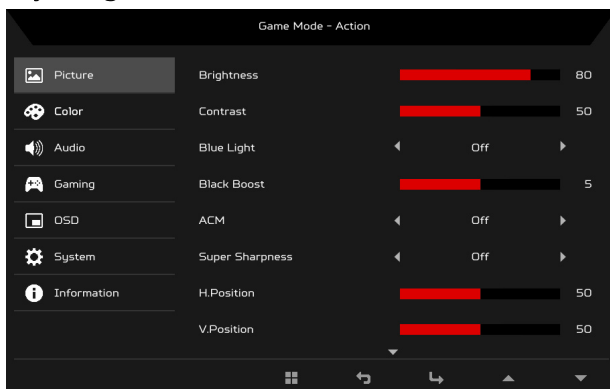 Game Mode - Action
Picture
Brightness 80
Color
Contrast 50
Audio
Blue Light Off
Gaming
Black Boost 5
OSD
ACM Off
System
Super Sharpness Off
Information
H.Position 50
V.Position 50